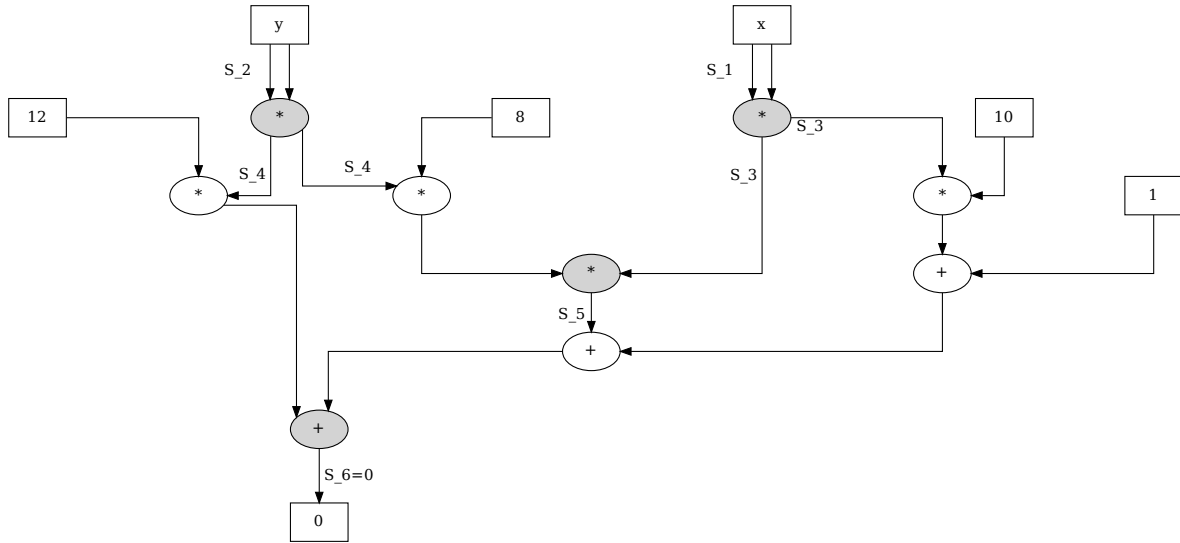 y x
S_2 S_1
12 * 8 * S_3 10
S_4 S_4 S_3
* * * 1
* +
S_5
+
+
S_6=0
0